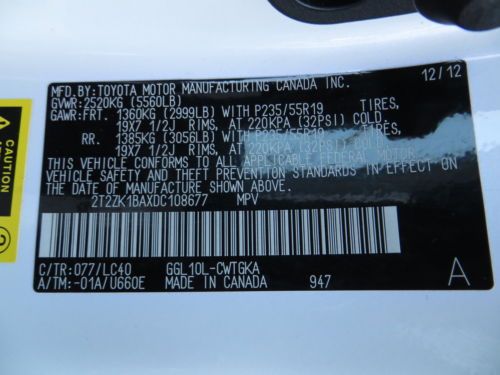 MFD.BY:TOYOTA MOTOR MANUFACTURING CANADA INC. 12/12
GVWR:2520KG (5560LB)
GAWR:FRT. 1360KG (2999LB) WITH P235/55R19 TIRES,
19X7 1/2J RIMS, AT 220KPA (32PSI) COLD.
RR. 1385KG (3056LB) WITH P235/55R19 TIRES,
19X7 1/2J RIMS, AT 220KPA (32PSI) COLD.
THIS VEHICLE CONFORMS TO ALL APPLICABLE FEDERAL MOTOR
VEHICLE SAFETY AND THEFT PREVENTION STANDARDS IN EFFECT
ON THE DATE OF MANUFACTURE SHOWN ABOVE.
2T2ZK1BAXDC108677 MPV
C/TR:077/LC40 GGL10L-CWTGKA
A/TM:-01A/U660E MADE IN CANADA 947 A
CAUTION